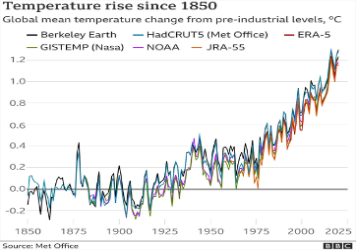 Temperature rise since 1850
Global mean temperature change from pre-industrial levels, °C
Berkeley Earth HadCRUT5 (Met Office) ERA-5
GISTEMP (Nasa) NOAA JRA-55
1.2
1.0
0.8
0.6
0.4
0.2
0.0
-0.2
1850 1875 1900 1925 1950 1975 2000 2025
Source: Met Office BBC